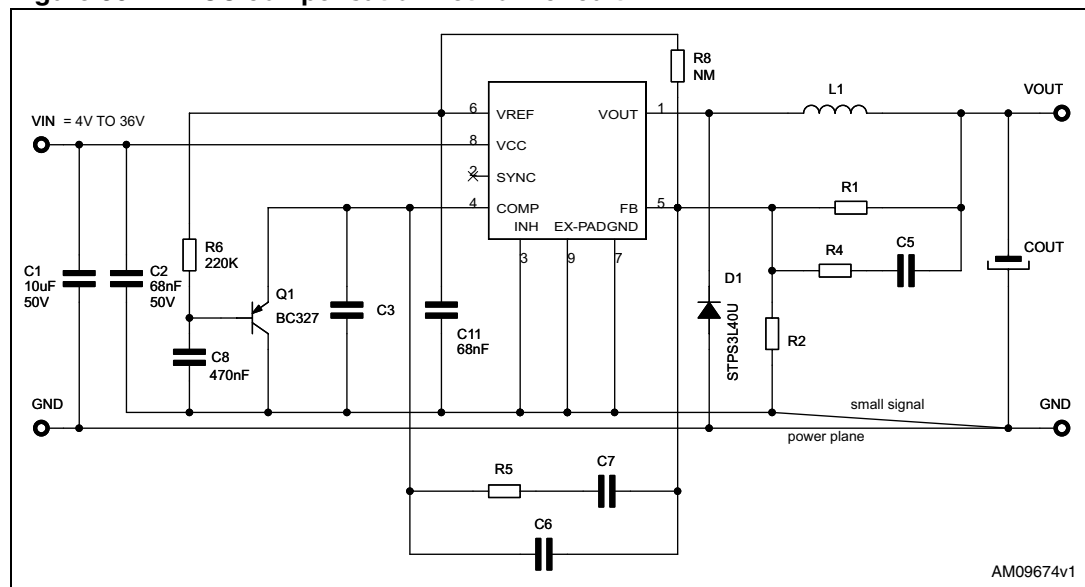 R8
NM
L1
VOUT
VIN = 4V TO 36V
6 VREF
VOUT 1
8 VCC
2 SYNC
4 COMP
FB 5
INH EX-PADGND
3 9 7
R1
R4
C5
COUT
R6
220K
C1
10uF
50V
C2
68nF
50V
Q1
BC327
C3
C11
68nF
D1
STPS3L40U
R2
C8
470nF
GND
small signal
GND
power plane
R5
C7
C6
AM09674v1